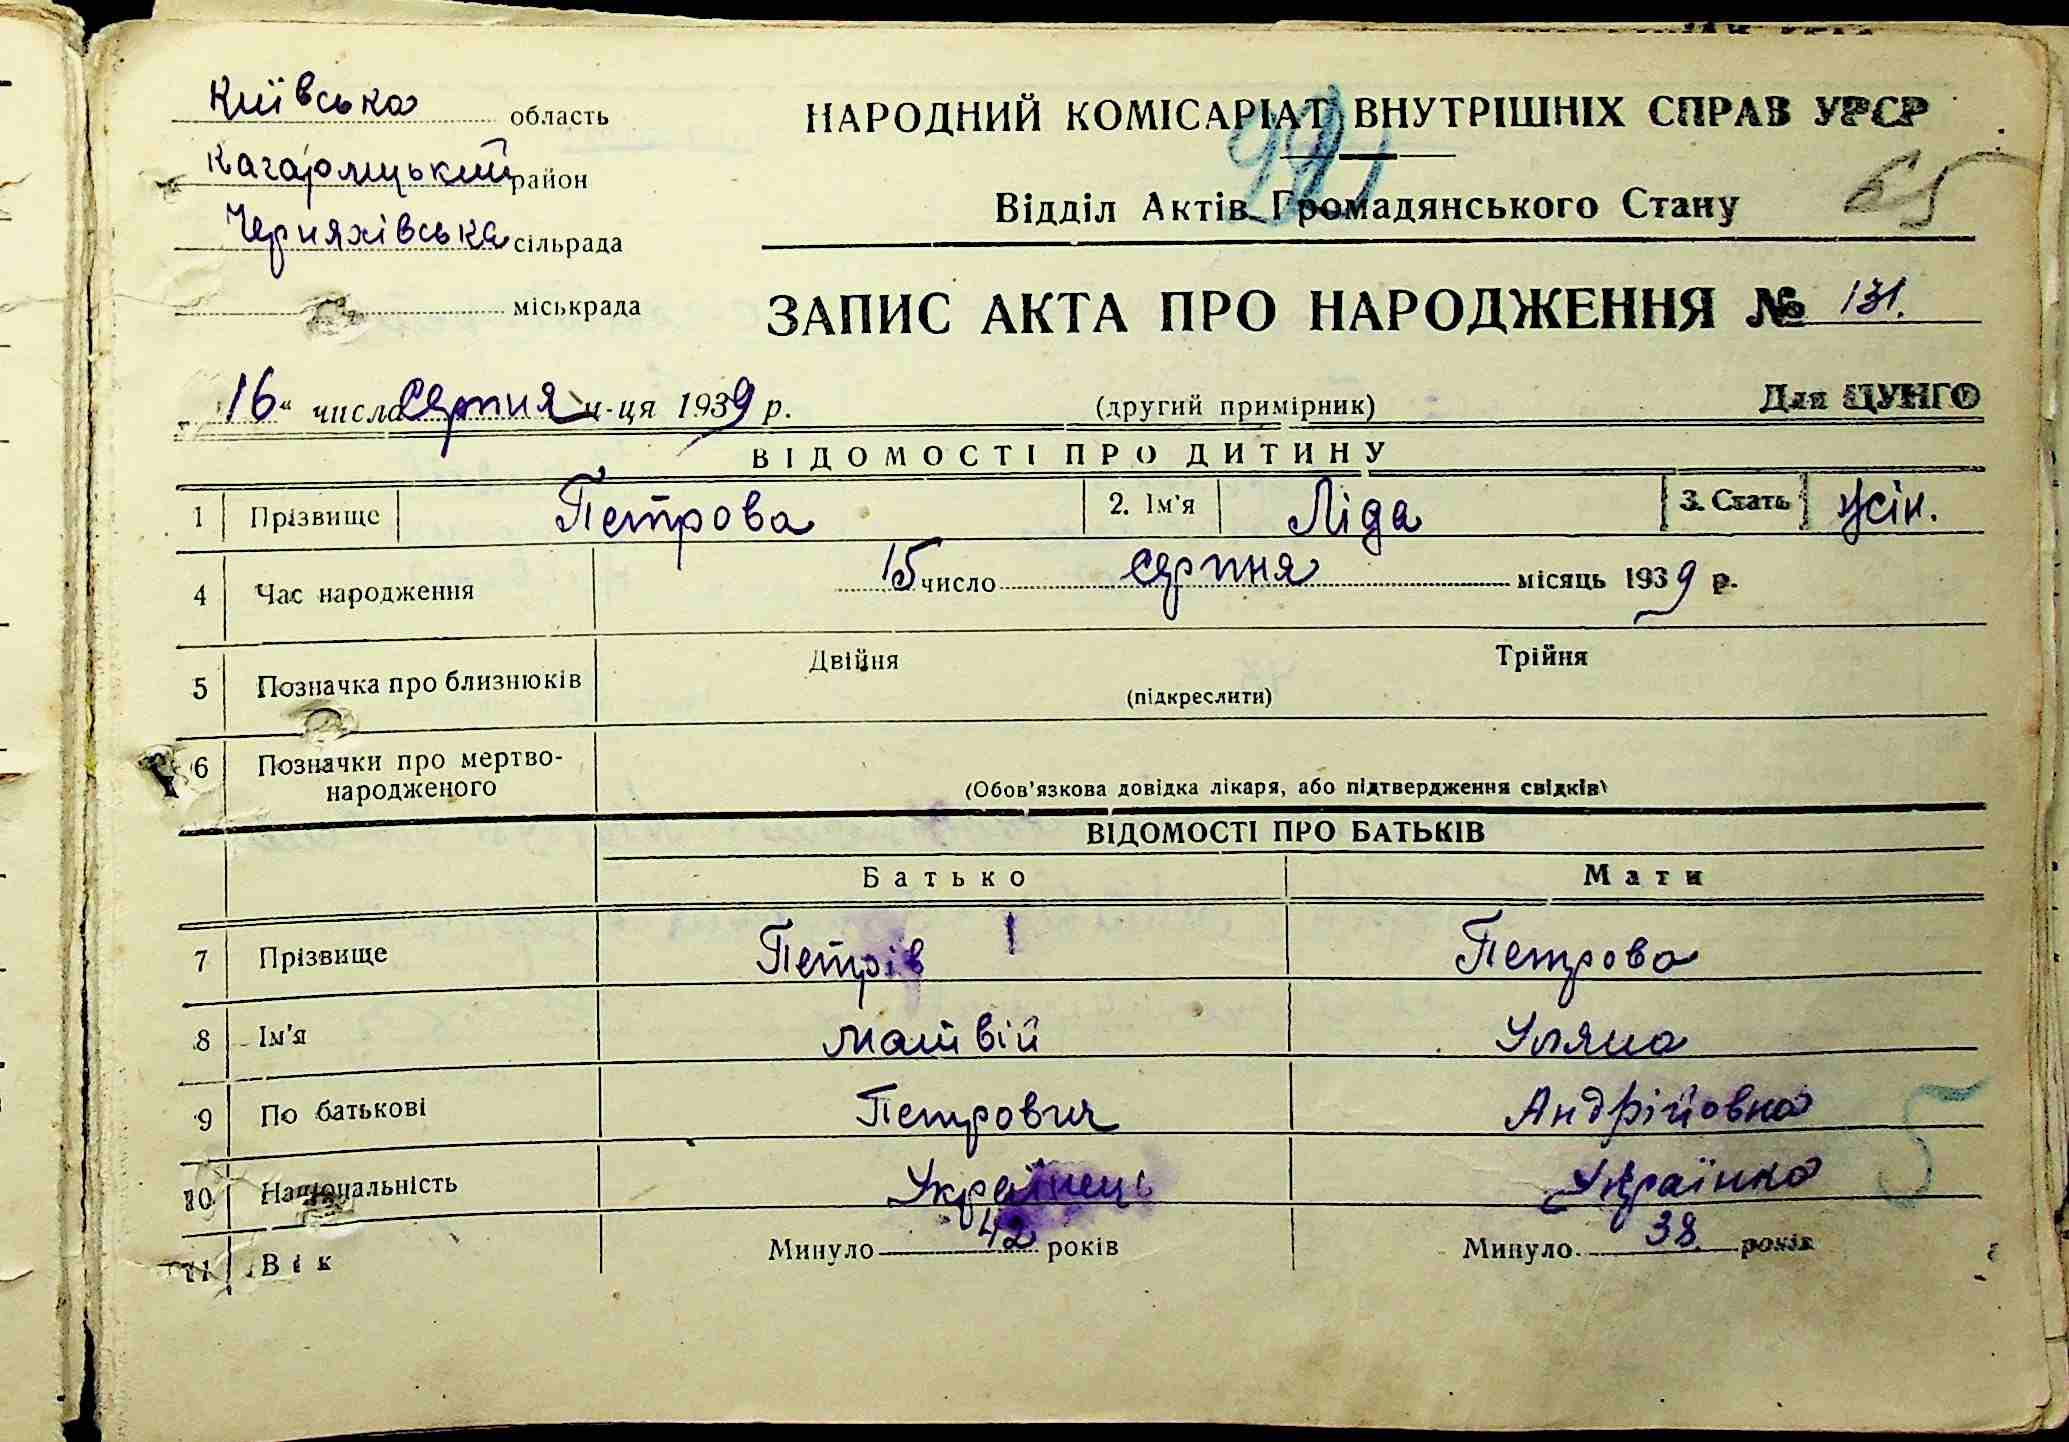 Київська область
Кагарлицький район
Черняхівська сільрада
міськрада
НАРОДНИЙ КОМІСАРІАТ ВНУТРІШНІХ СПРАВ УРСР
65
Відділ Актів Громадянського Стану
ЗАПИС АКТА ПРО НАРОДЖЕННЯ № 131.
„16“ числа серпня м-ця 1939 р.
(другий примірник)
Для ЦУНГО
ВІДОМОСТІ ПРО ДИТИНУ
1 Прізвище Петрова 2. Ім'я Ліда 3. Стать жін.
4 Час народження 15 число серпня місяць 1939 р.
5 Позначка про близнюків Двійня Трійня
(підкреслити)
6 Позначки про мертво-
народженого (Обов'язкова довідка лікаря, або підтвердження свідків)
ВІДОМОСТІ ПРО БАТЬКІВ
Батько Мати
7 Прізвище Петрів Петрова
8 Ім'я Матвій Уляна
9 По батькові Петрович Андрійовна
10 Національність Українець Українка
11 Вік Минуло 42 років Минуло 38 років